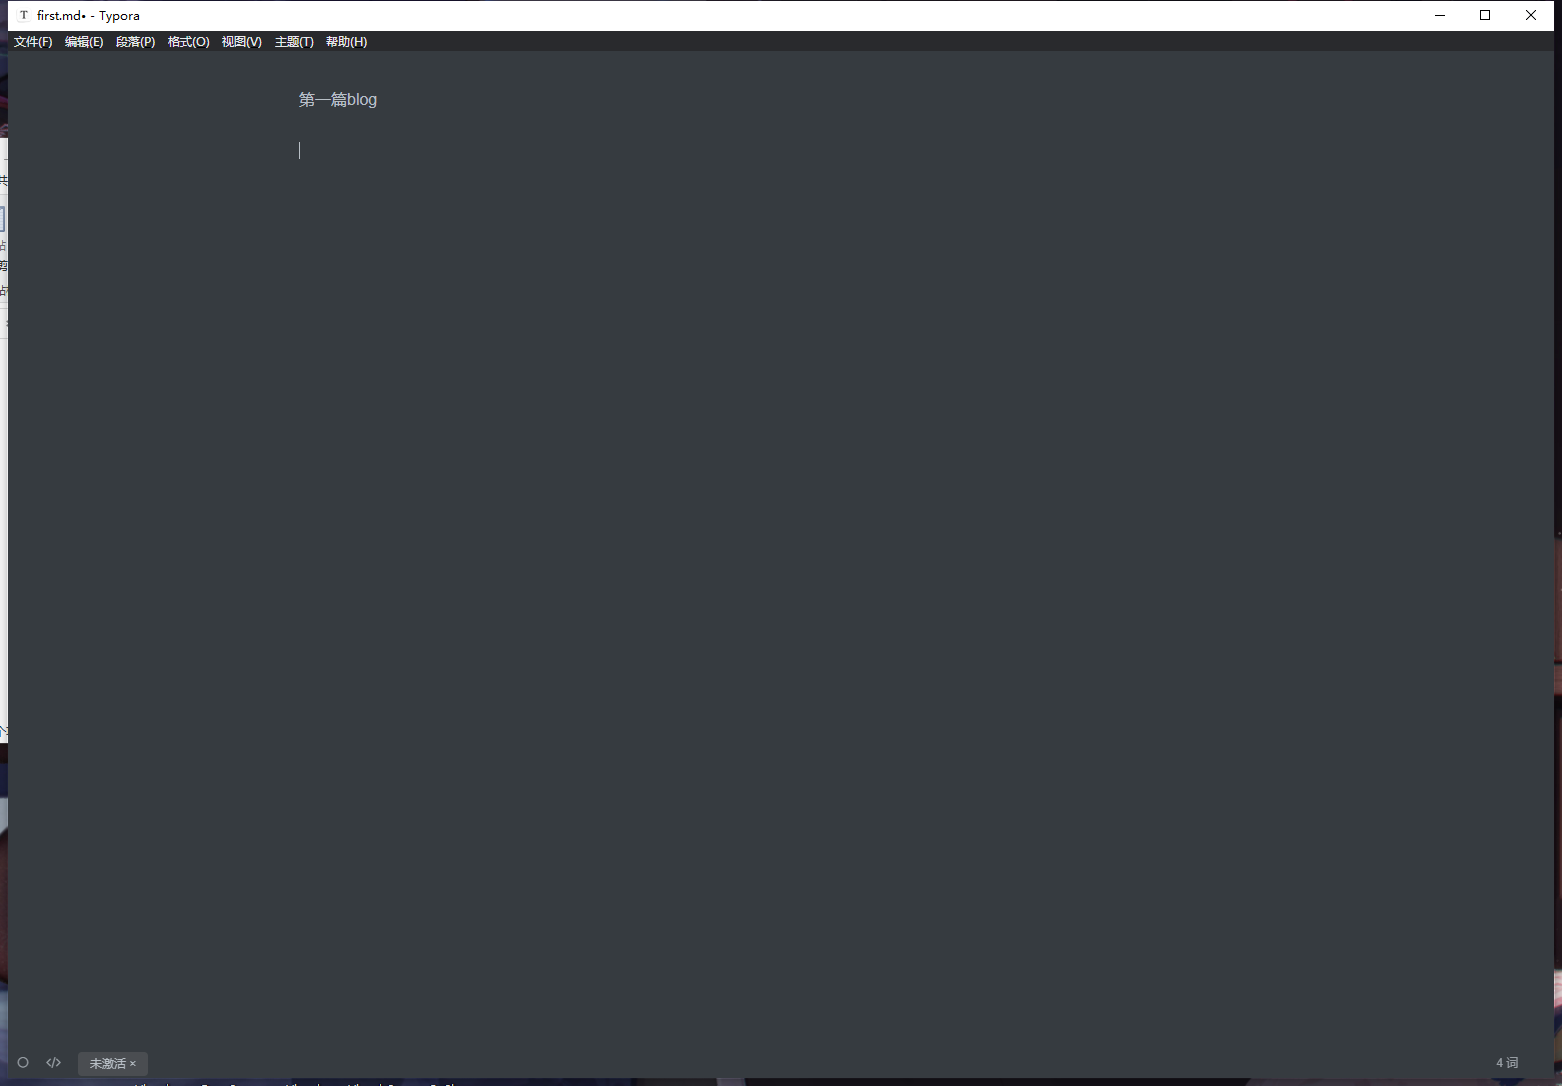 T first.md• - Typora
文件(F) 编辑(E) 段落(P) 格式(O) 视图(V) 主题(T) 帮助(H)
第一篇blog
共
</> 未激活 × 4 词